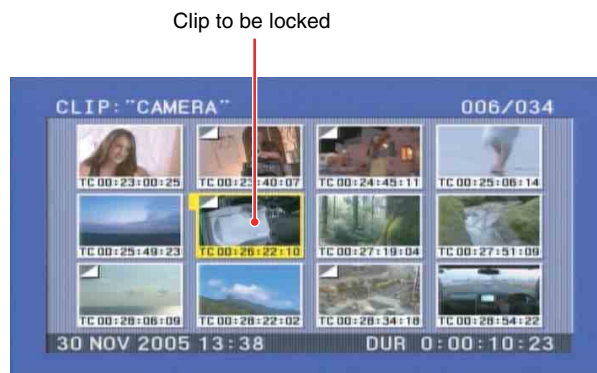 Clip to be locked
CLIP:"CAMERA" 006/034
TC 00:23:00:25 TC 00:23:40:07 TC 00:24:45:11 TC 00:25:06:14
TC 00:25:49:23 TC 00:26:22:10 TC 00:27:19:04 TC 00:27:51:09
TC 00:28:06:09 TC 00:28:22:02 TC 00:28:34:18 TC 00:28:54:22
30 NOV 2005 13:38 DUR 0:00:10:23